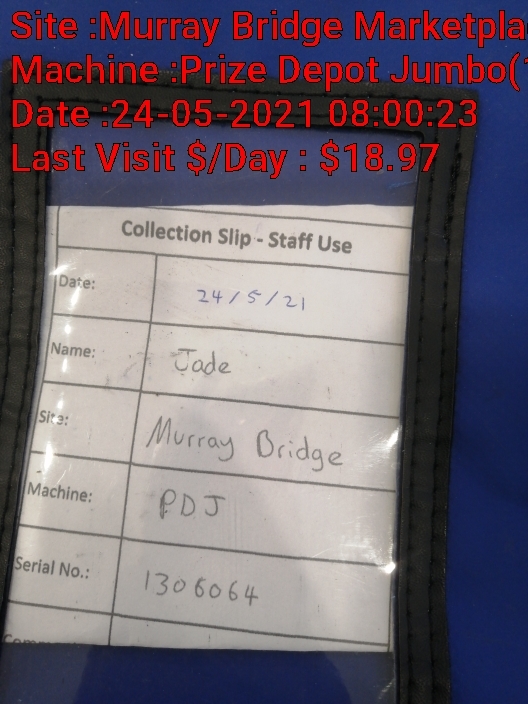 Site :Murray Bridge Marketpla
Machine :Prize Depot Jumbo(
Date :24-05-2021 08:00:23
Last Visit $/Day : $18.97
Collection Slip - Staff Use
Date: 24/5/21
Name: Jade
Site: Murray Bridge
Machine: PDJ
Serial No.: 1306064